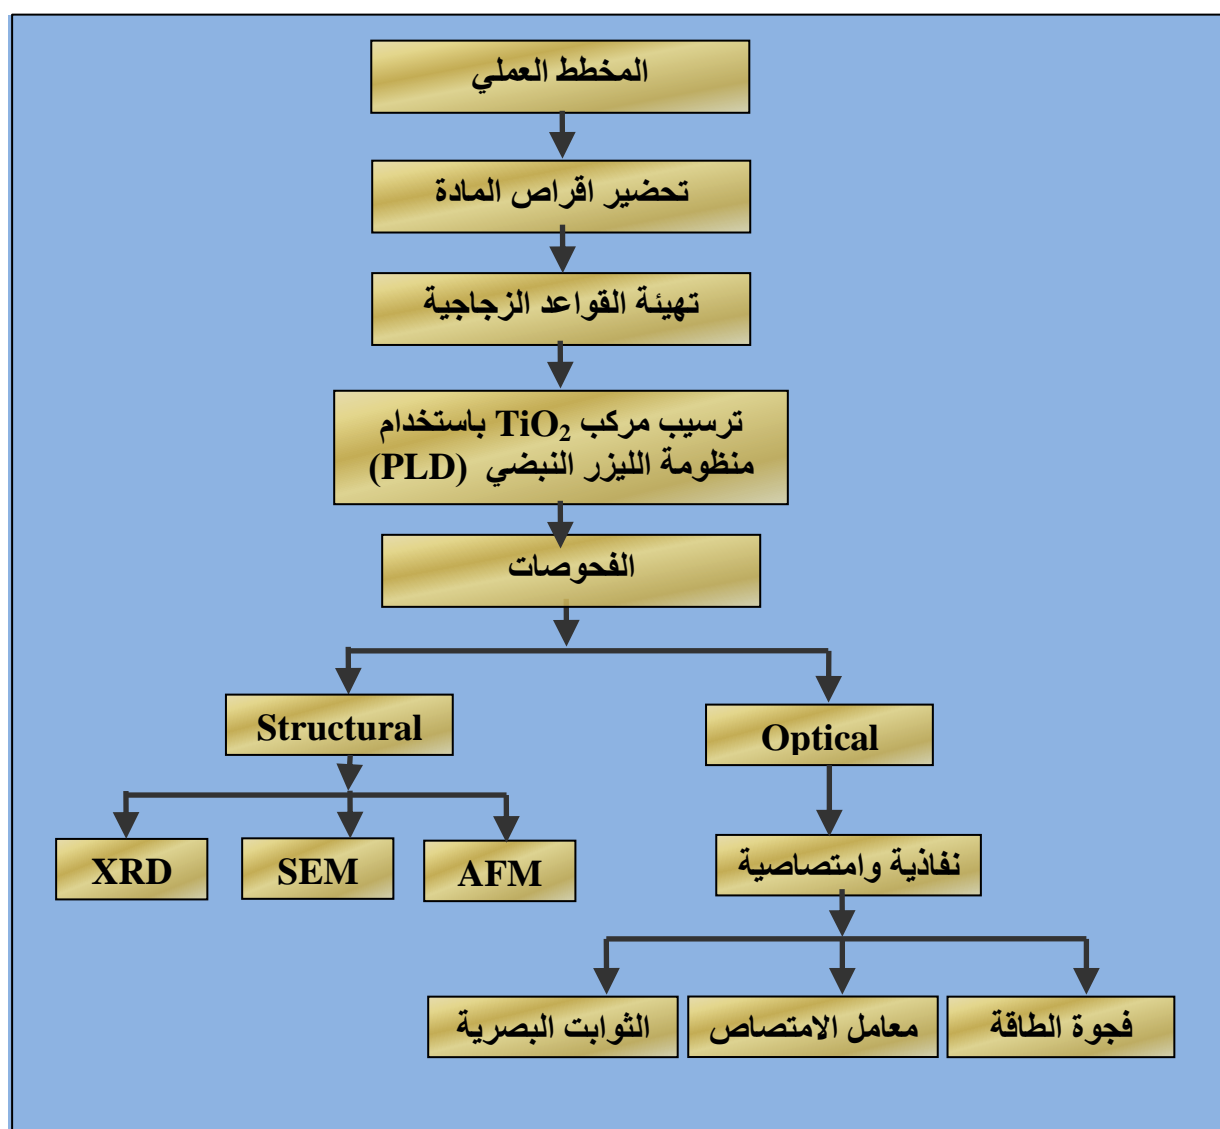 المخطط العملي
تحضير اقراص المادة
تهيئة القواعد الزجاجية
ترسيب مركب TiO₂ باستخدام
منظومة الليزر النبضي (PLD)
الفحوصات
Structural
Optical
XRD
SEM
AFM
نفاذية وامتصاصية
الثوابت البصرية
معامل الامتصاص
فجوة الطاقة